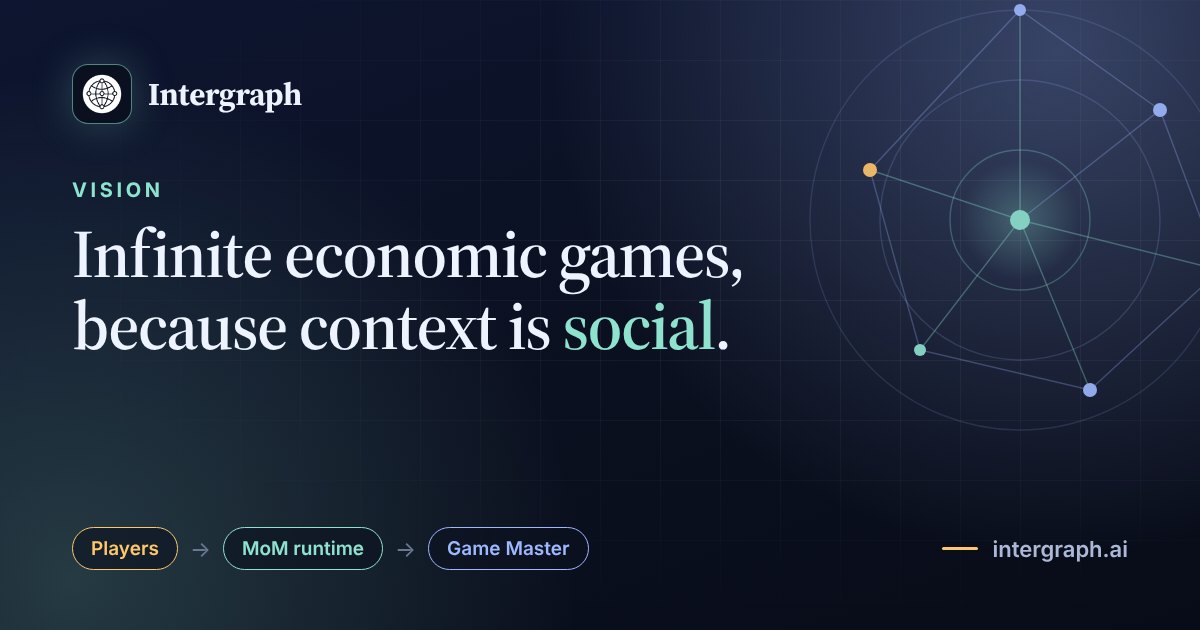 Intergraph
VISION
Infinite economic games,
because context is social.
Players → MoM runtime → Game Master
intergraph.ai